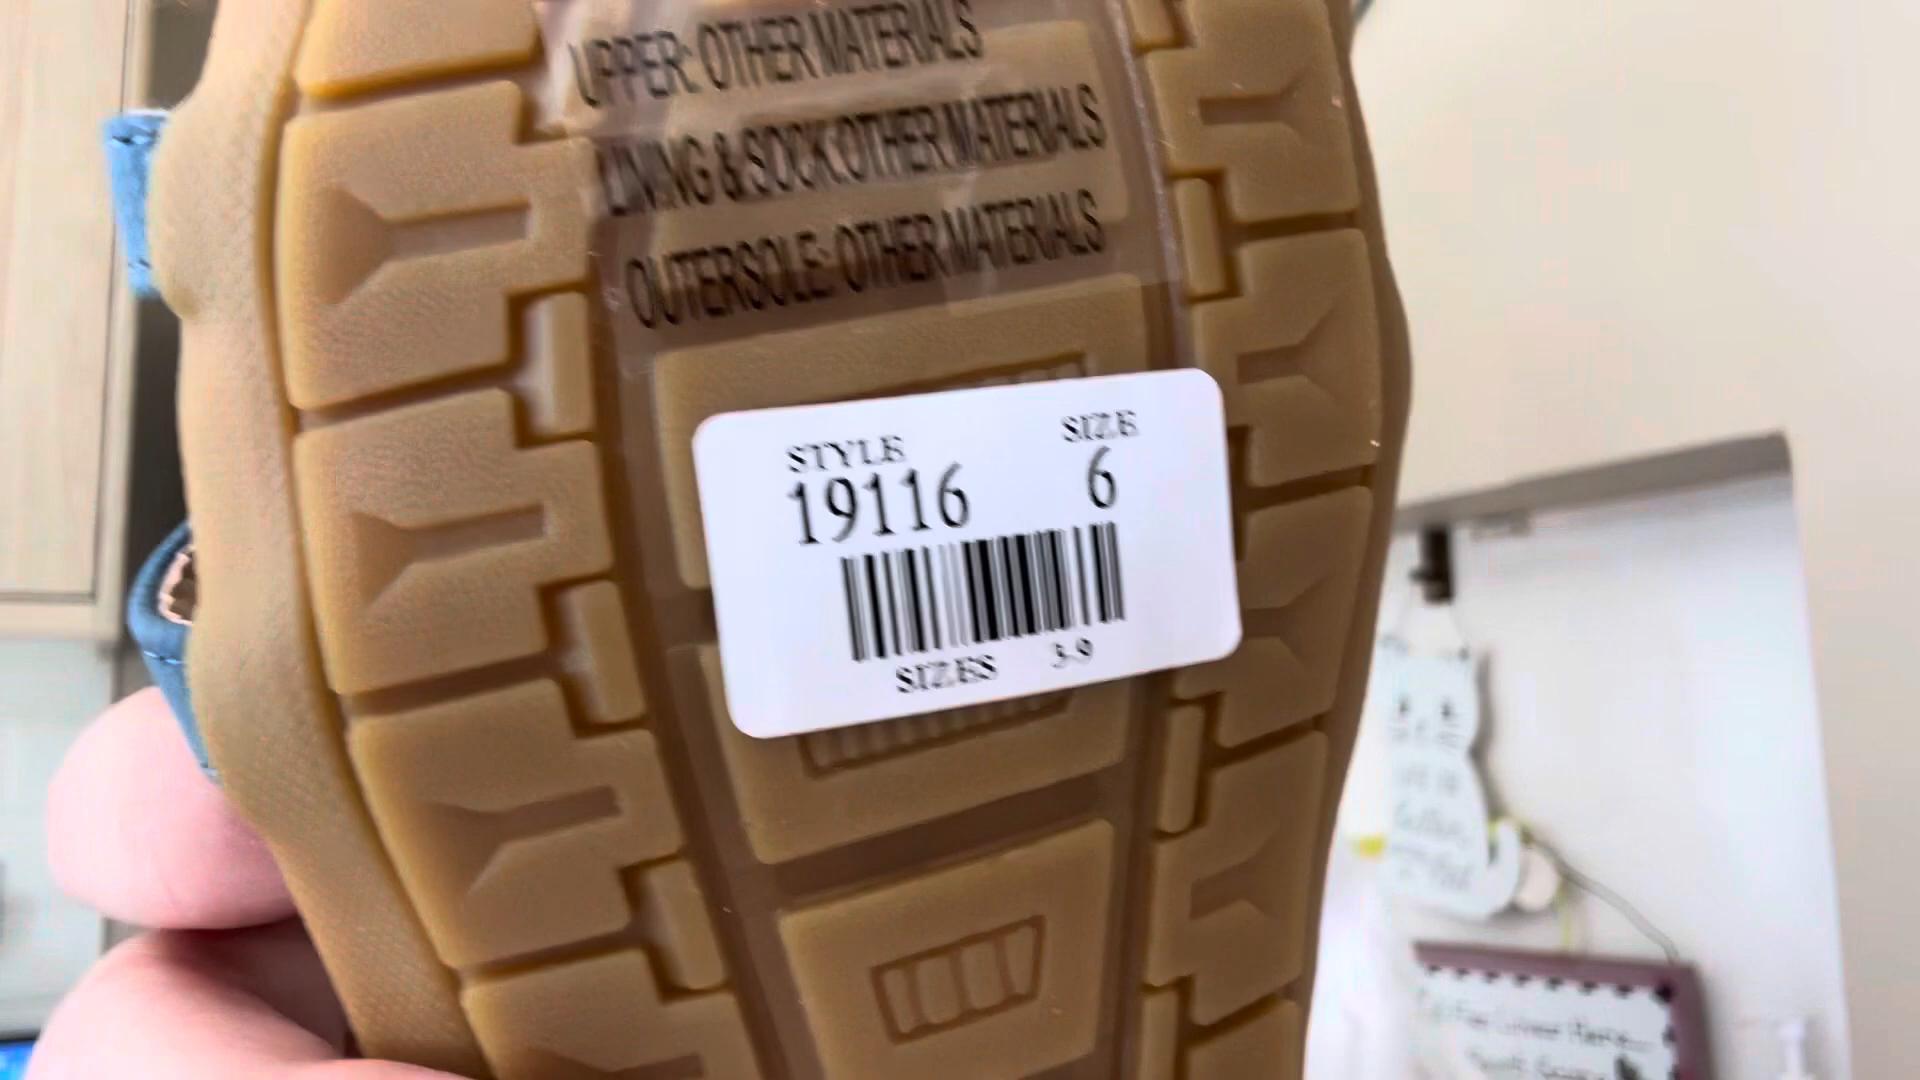 UPPER: OTHER MATERIALS
LINING & SOCK:OTHER MATERIALS
OUTERSOLE: OTHER MATERIALS
STYLE SIZE
19116 6
SIZES 3-9